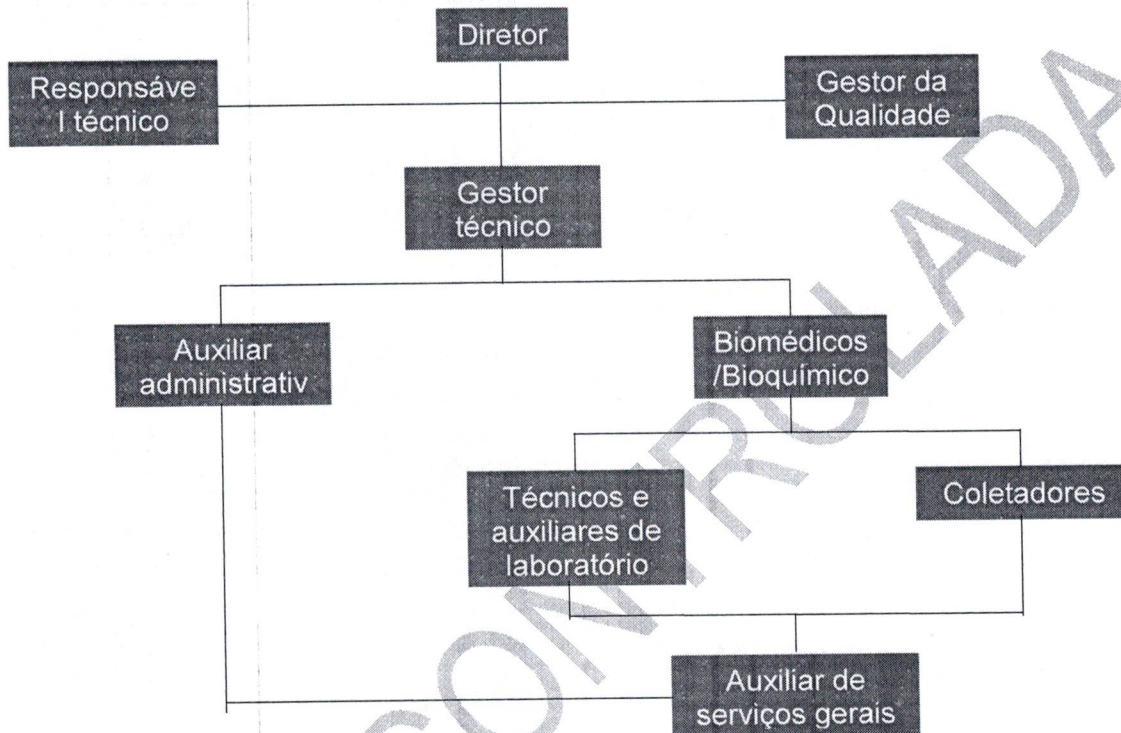 Diretor
Responsáve
l técnico
Gestor da
Qualidade
Gestor
técnico
Auxiliar
administrativ
Biomédicos
/Bioquímico
Técnicos e
auxiliares de
laboratório
Coletadores
Auxiliar de
serviços gerais